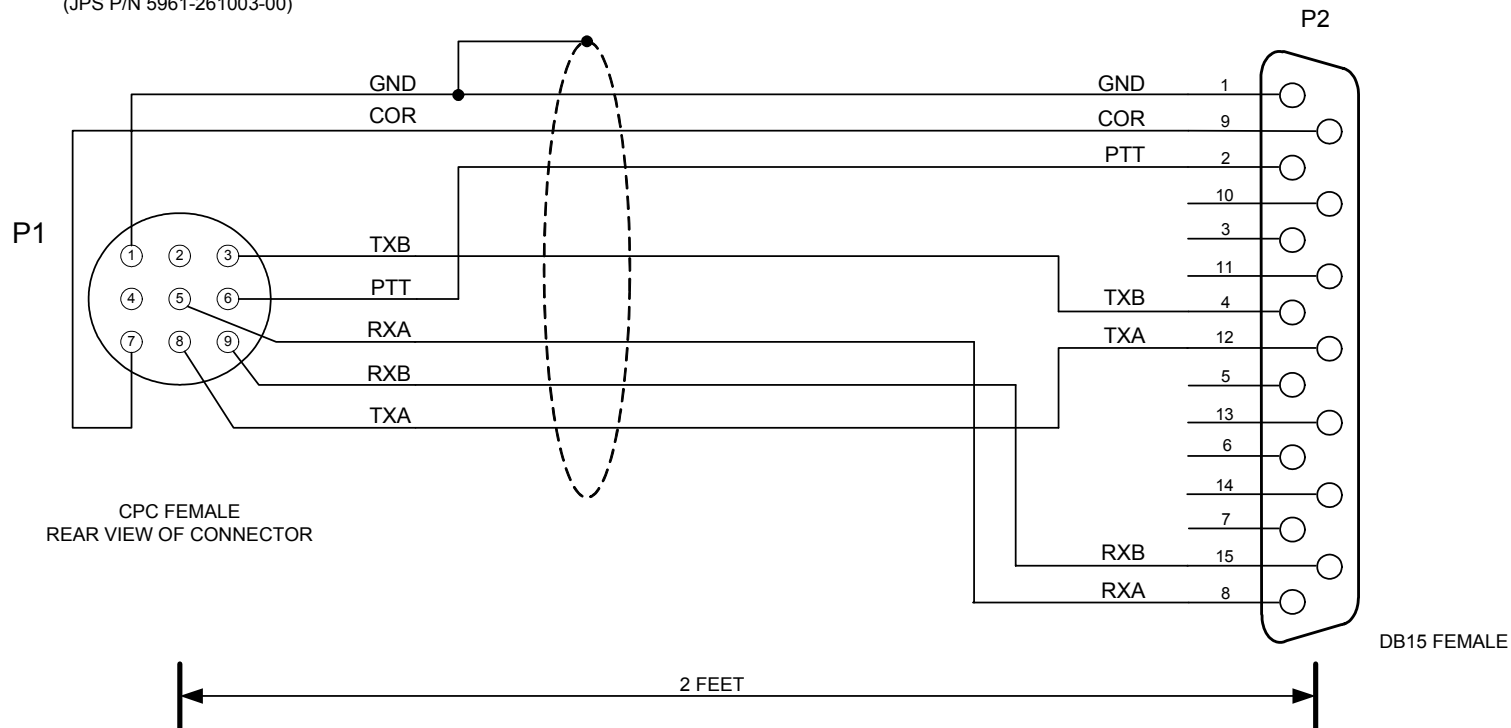 (JPS P/N 5961-261003-00)
P2
GND GND 1
COR COR 9
PTT 2
10
P1
3
TXB
1 2 3
11
PTT
4 5 6
TXB 4
RXA
TXA 12
7 8 9
RXB
5
TXA
13
6
14
CPC FEMALE
REAR VIEW OF CONNECTOR
7
RXB 15
RXA 8
DB15 FEMALE
2 FEET